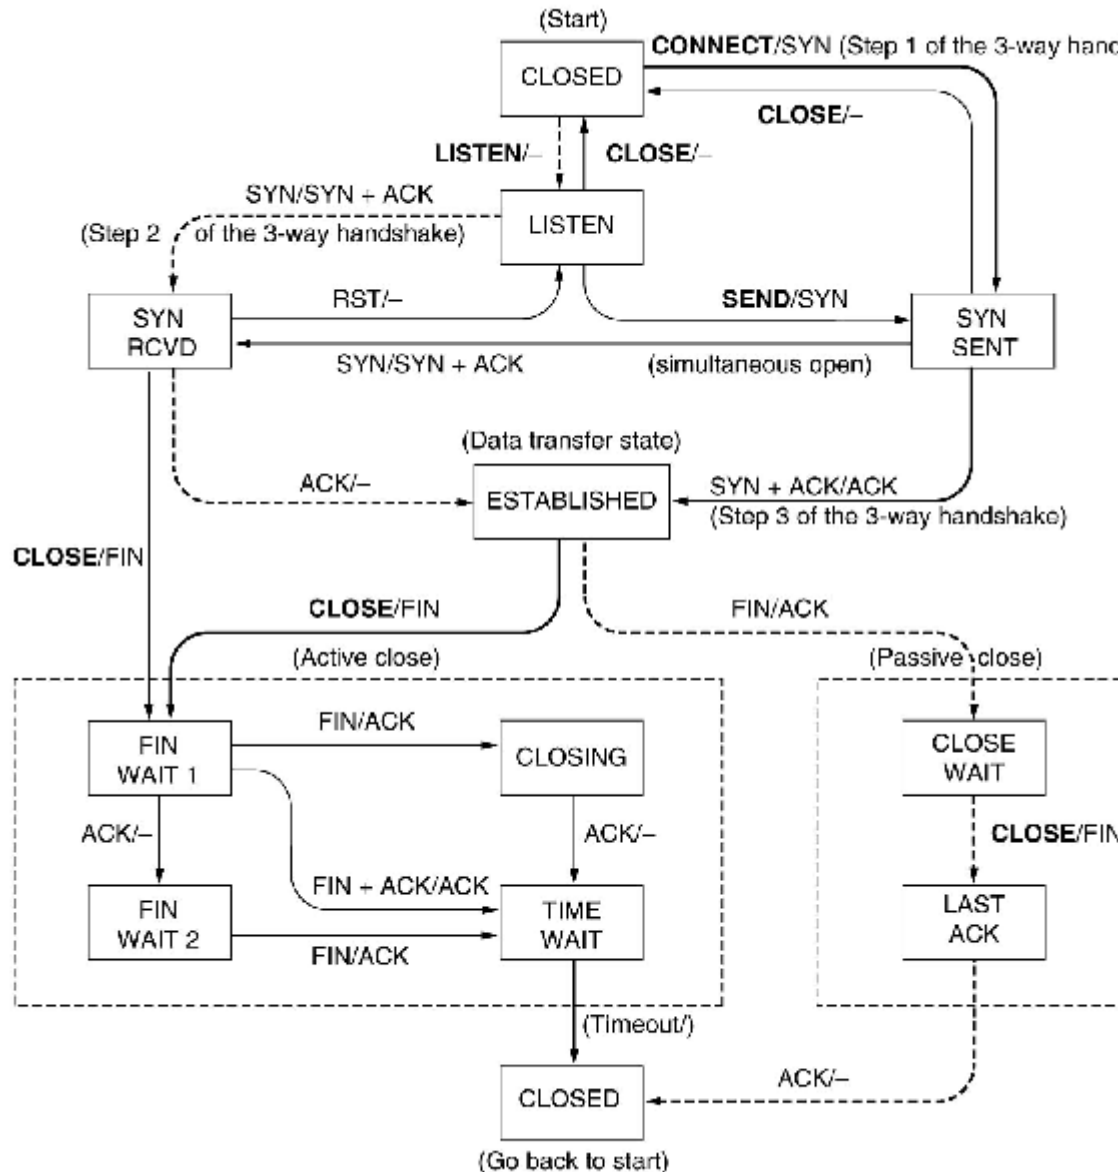 (Start)
CONNECT/SYN (Step 1 of the 3-way hand
CLOSED
CLOSE/–
LISTEN/–
CLOSE/–
SYN/SYN + ACK
LISTEN
(Step 2 of the 3-way handshake)
RST/–
SEND/SYN
SYN
RCVD
SYN
SENT
SYN/SYN + ACK
(simultaneous open)
(Data transfer state)
ACK/–
ESTABLISHED
SYN + ACK/ACK
(Step 3 of the 3-way handshake)
CLOSE/FIN
CLOSE/FIN
FIN/ACK
(Active close)
(Passive close)
FIN
WAIT 1
FIN/ACK
CLOSING
CLOSE
WAIT
ACK/–
ACK/–
CLOSE/FIN
FIN + ACK/ACK
FIN
WAIT 2
TIME
WAIT
LAST
ACK
FIN/ACK
(Timeout/)
CLOSED
ACK/–
(Go back to start)